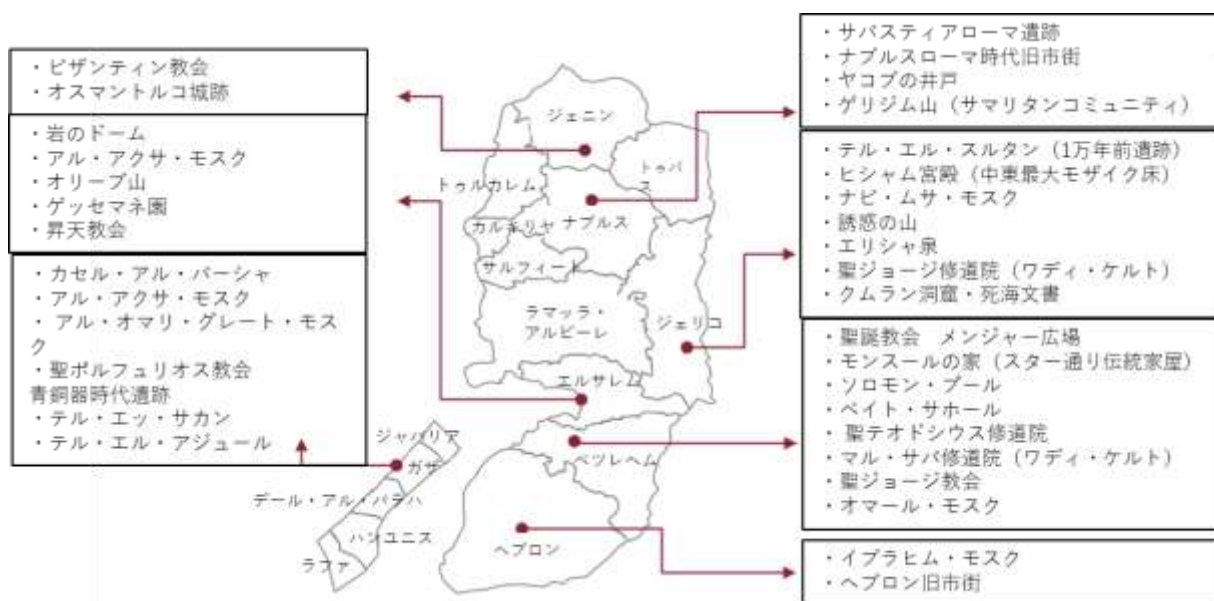 ・ビザンティン教会
・オスマントルコ城跡
・岩のドーム
・アル・アクサ・モスク
・オリーブ山
・ゲッセマネ園
・昇天教会
・カセル・アル・バーシャ
・アル・アクサ・モスク
・ アル・オマリ・グレート・モス
ク
・聖ポルフュリオス教会
青銅器時代遺跡
・テル・エッ・サカン
・テル・エル・アジュール
ジェニン
トゥバ
ス
トゥルカレム
カルキリヤ
ナブルス
サルフィート
ラマッラ・
アルビーレ
ジェリコ
エルサレム
ベツレヘム
ヘブロン
ジャバリア
ガザ
デール・アル・バラハ
ハンユニス
ラファ
・サバスティアローマ遺跡
・ナブルスローマ時代旧市街
・ヤコブの井戸
・ゲリジム山（サマリタンコミュニティ）
・テル・エル・スルタン（1万年前遺跡）
・ヒシャム宮殿（中東最大モザイク床）
・ナビ・ムサ・モスク
・誘惑の山
・エリシャ泉
・聖ジョージ修道院（ワディ・ケルト）
・クムラン洞窟・死海文書
・聖誕教会　メンジャー広場
・モンスールの家（スター通り伝統家屋）
・ソロモン・プール
・ベイト・サホール
・ 聖テオドシウス修道院
・マル・サバ修道院（ワディ・ケルト）
・聖ジョージ教会
・オマール・モスク
・イブラヒム・モスク
・ヘブロン旧市街